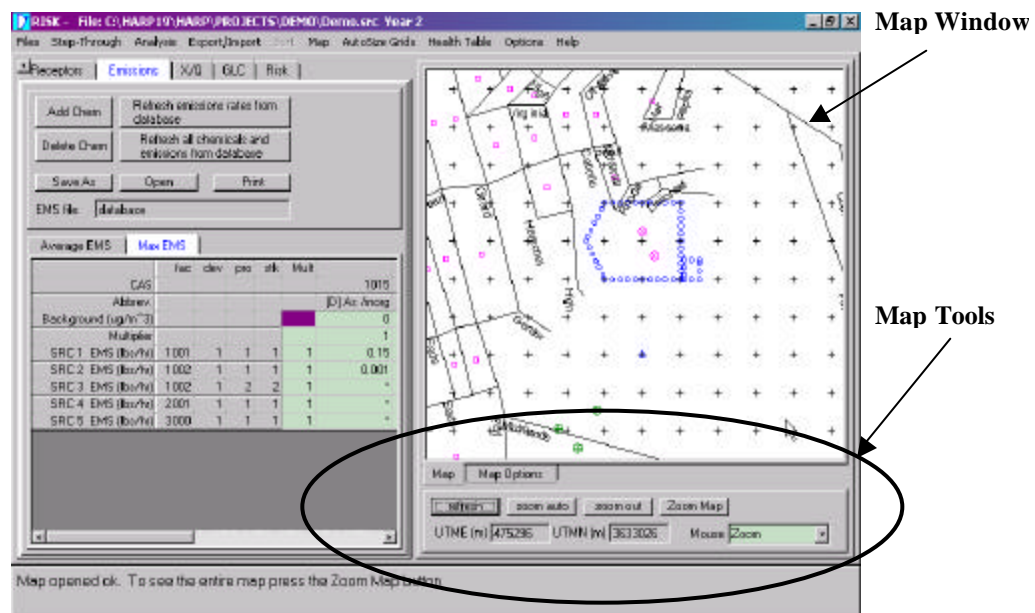 RISK - File: C:\HARP19\HARP\PROJECTS\DEMO\Demo.src Year 2
Files Step-Through Analysis Export/Import Map AutoSize Grids Health Table Options Help
Receptors Emissions X/Q GLC Risk
Add Chem
Refresh emissions rates from database
Delete Chem
Refresh all chemicals and emissions from database
Save As Open Print
EMS file: database
Average EMS Max EMS
fac dev pro stk Mult
CAS 1015
Abbrev
Background (ug/m^3) 0
Multiplier 1
SRC 1 EMS (lbs/hr) 1001 1 1 1 1 0.15
SRC 2 EMS (lbs/hr) 1002 1 1 1 1 0.001
SRC 3 EMS (lbs/hr) 1002 1 2 2 1 *
SRC 4 EMS (lbs/hr) 2001 1 1 1 1 *
SRC 5 EMS (lbs/hr) 3000 1 1 1 1 *
Map Window
Map Tools
Virginia
High
Map Map Options
refresh zoom auto zoom out Zoom Map
UTME (m) 475296 UTMN (m) 3633026 Mouse Zoom
Map opened ok. To see the entire map press the Zoom Map button